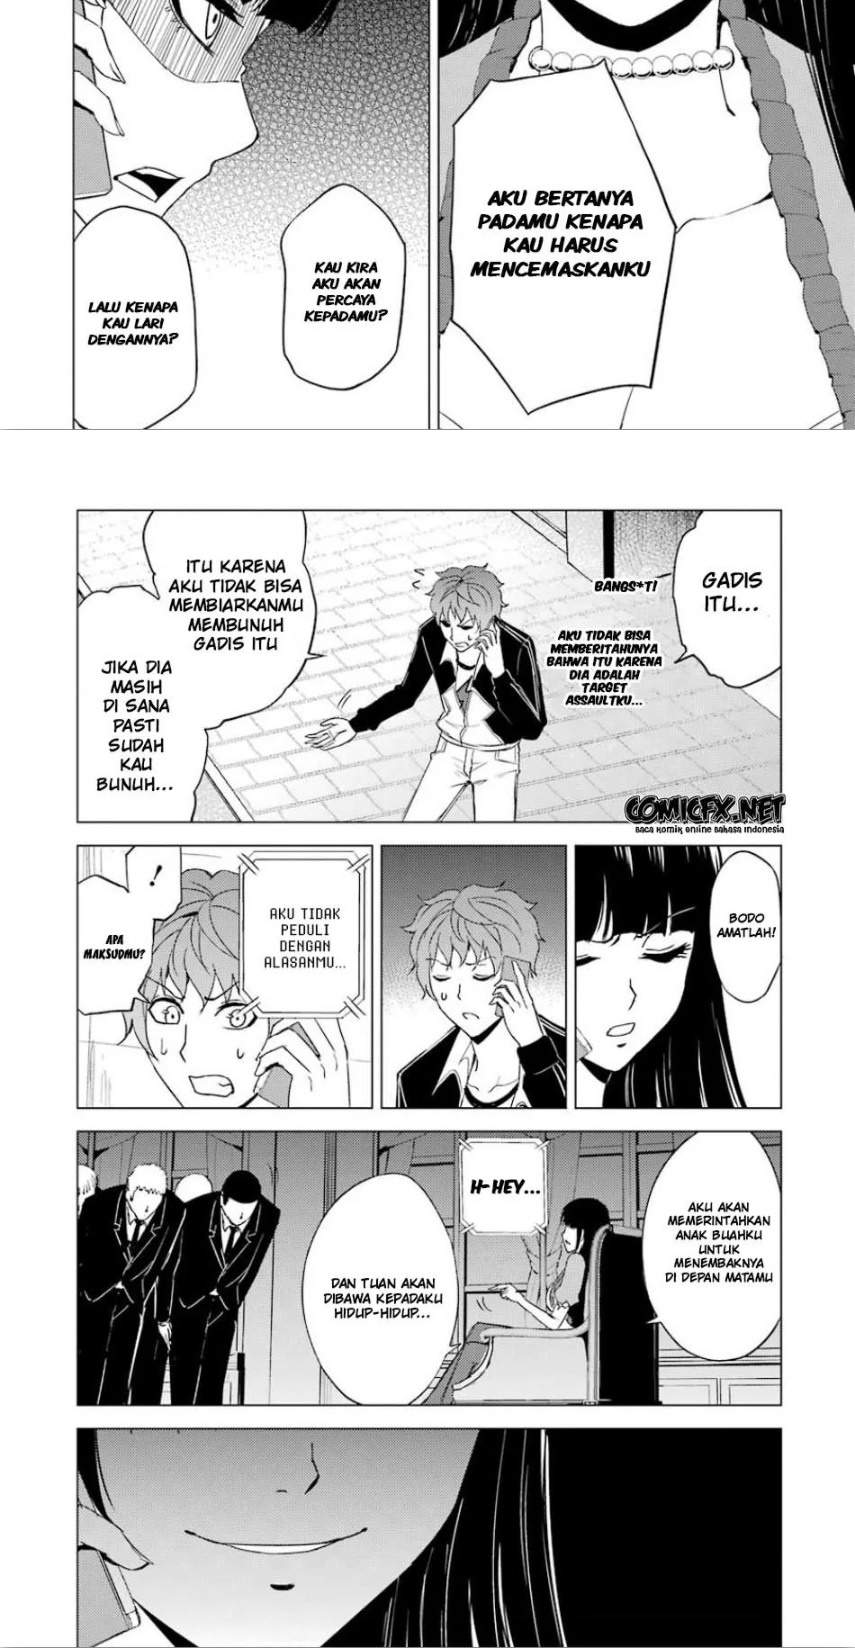 AKU BERTANYA
PADAMU KENAPA
KAU HARUS
MENCEMASKANKU
KAU KIRA
AKU AKAN
PERCAYA
KEPADAMU?
LALU KENAPA
KAU LARI
DENGANNYA?
GADIS
ITU...
BANGS*T!
AKU TIDAK BISA
MEMBERITAHUNYA
BAHWA ITU KARENA
DIA ADALAH
TARGET
ASSAULTKU...
ITU KARENA
AKU TIDAK BISA
MEMBIARKANMU
MEMBUNUH
GADIS ITU
JIKA DIA
MASIH
DI SANA
PASTI
SUDAH
KAU
BUNUH...
COMICFX.NET
Baca komik online bahasa indonesia
BODO
AMATLAH!
AKU TIDAK
PEDULI
DENGAN
ALASANMU...
!
APA
MAKSUDMU?
AKU AKAN
MEMERINTAHKAN
ANAK BUAHKU
UNTUK
MENEMBAKNYA
DI DEPAN MATAMU
H-HEY...
DAN TUAN AKAN
DIBAWA KEPADAKU
HIDUP-HIDUP...